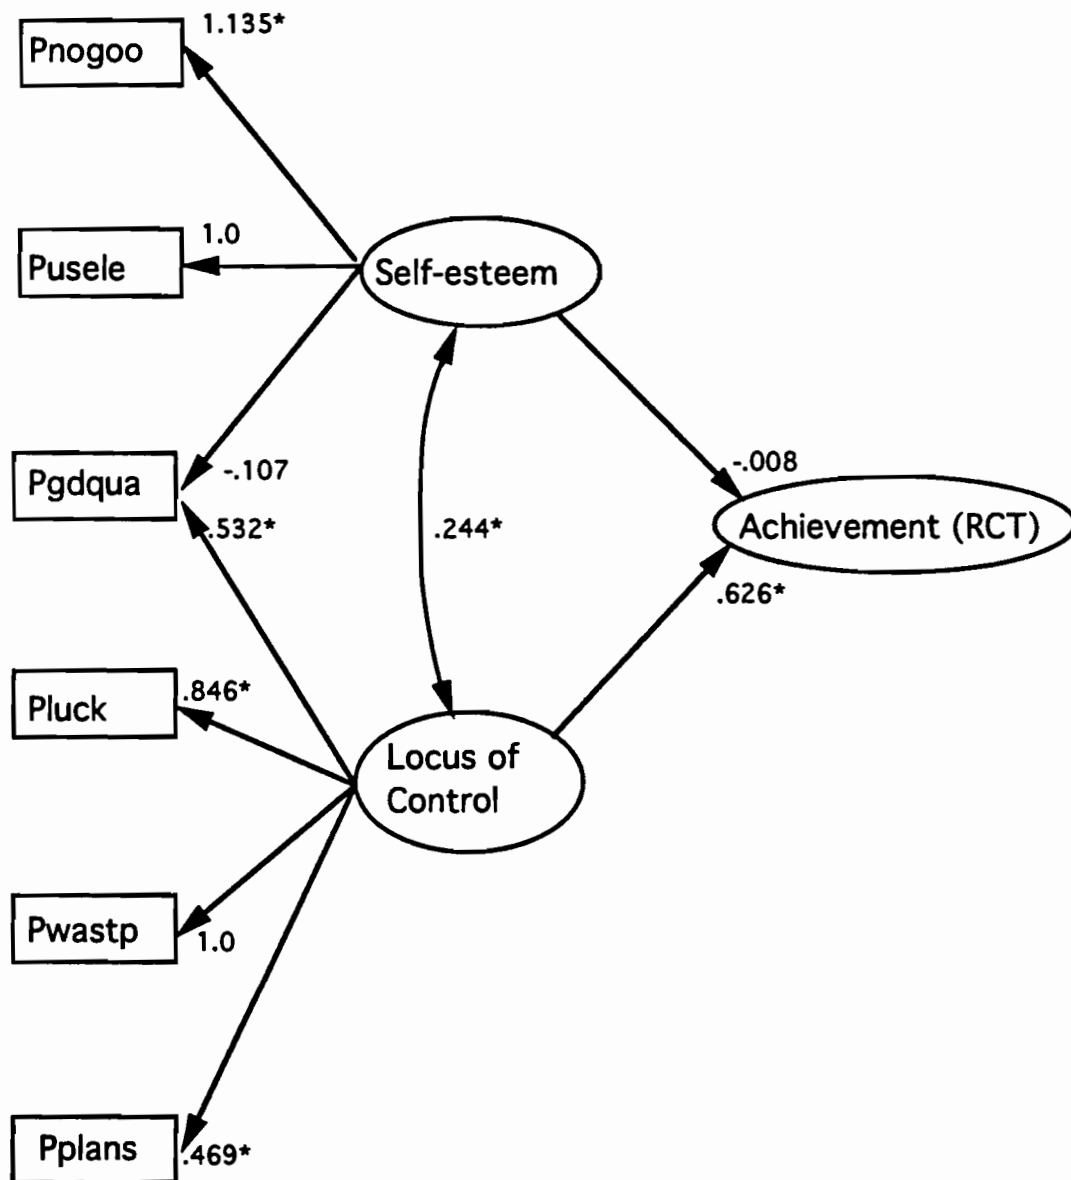 1.135*
Pnogoo
1.0
Pusele
Self-esteem
Pgdqua
-.107
.532*
.244*
-.008
Achievement (RCT)
.626*
Pluck
.846*
Locus of
Control
Pwastp
1.0
Pplans
.469*